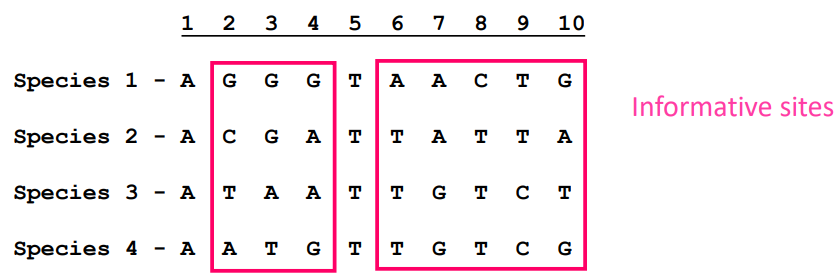 1 2 3 4 5 6 7 8 9 10
Species 1 - A G G G T A A C T G
Informative sites
Species 2 - A C G A T T A T T A
Species 3 - A T A A T T G T C T
Species 4 - A A T G T T G T C G